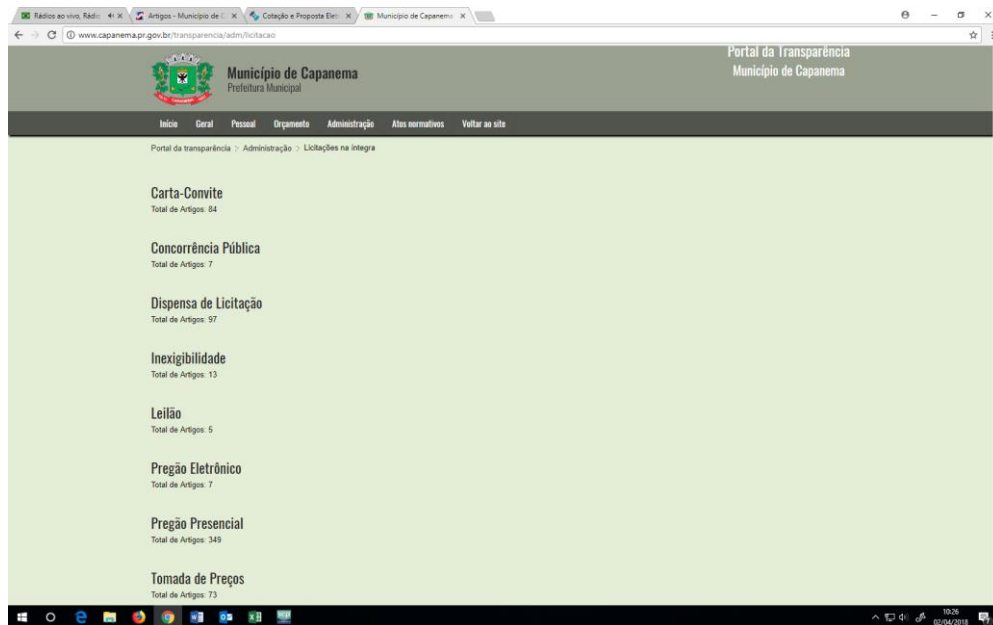 Rádios ao vivo, Rádio
Artigos - Município de C
Cotação e Proposta Eletr
Município de Capanema
www.capanema.pr.gov.br/transparencia/adm/licitacao
Portal da Transparência
Município de Capanema
Município de Capanema
Prefeitura Municipal
Início Geral Pessoal Orçamento Administração Atos normativos Voltar ao site
Portal da transparência > Administração > Licitações na íntegra
Carta-Convite
Total de Artigos: 84
Concorrência Pública
Total de Artigos: 7
Dispensa de Licitação
Total de Artigos: 97
Inexigibilidade
Total de Artigos: 13
Leilão
Total de Artigos: 5
Pregão Eletrônico
Total de Artigos: 7
Pregão Presencial
Total de Artigos: 349
Tomada de Preços
Total de Artigos: 73
10:26
02/04/2018